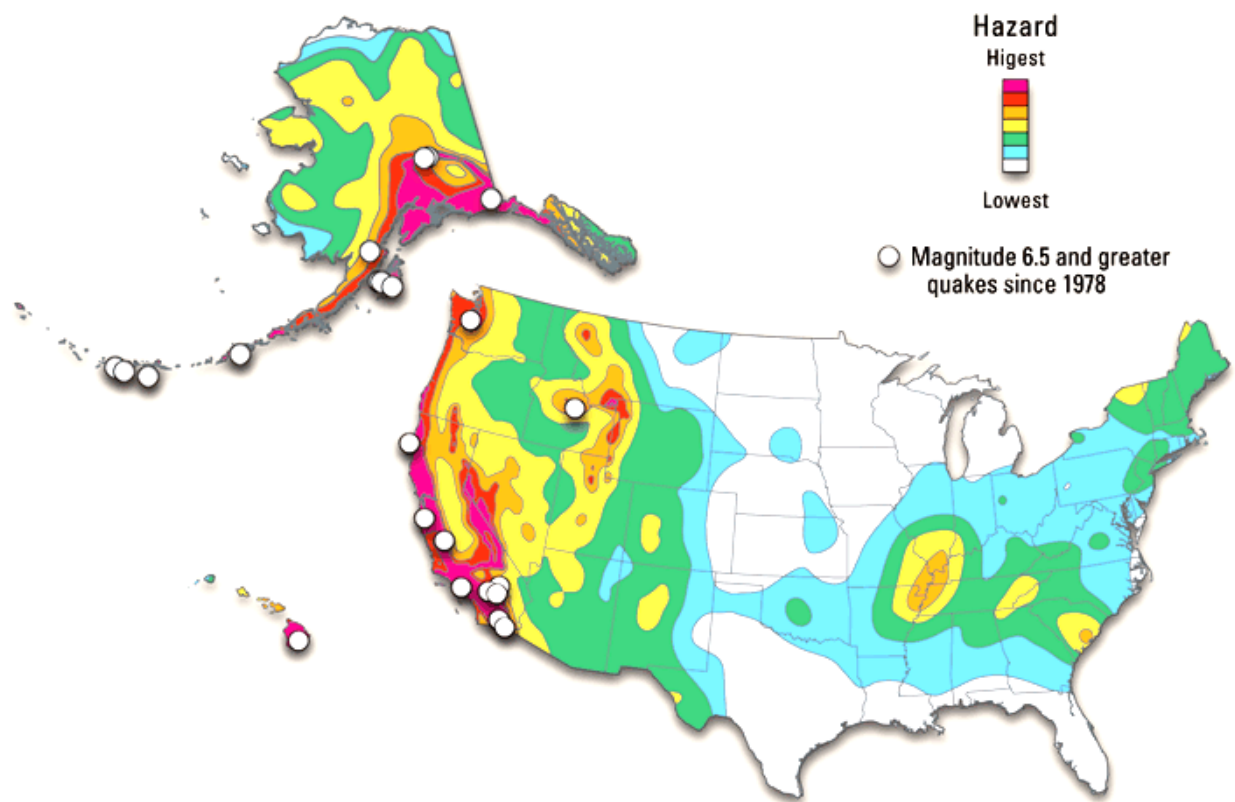 Hazard
Higest
Lowest
Magnitude 6.5 and greater
quakes since 1978